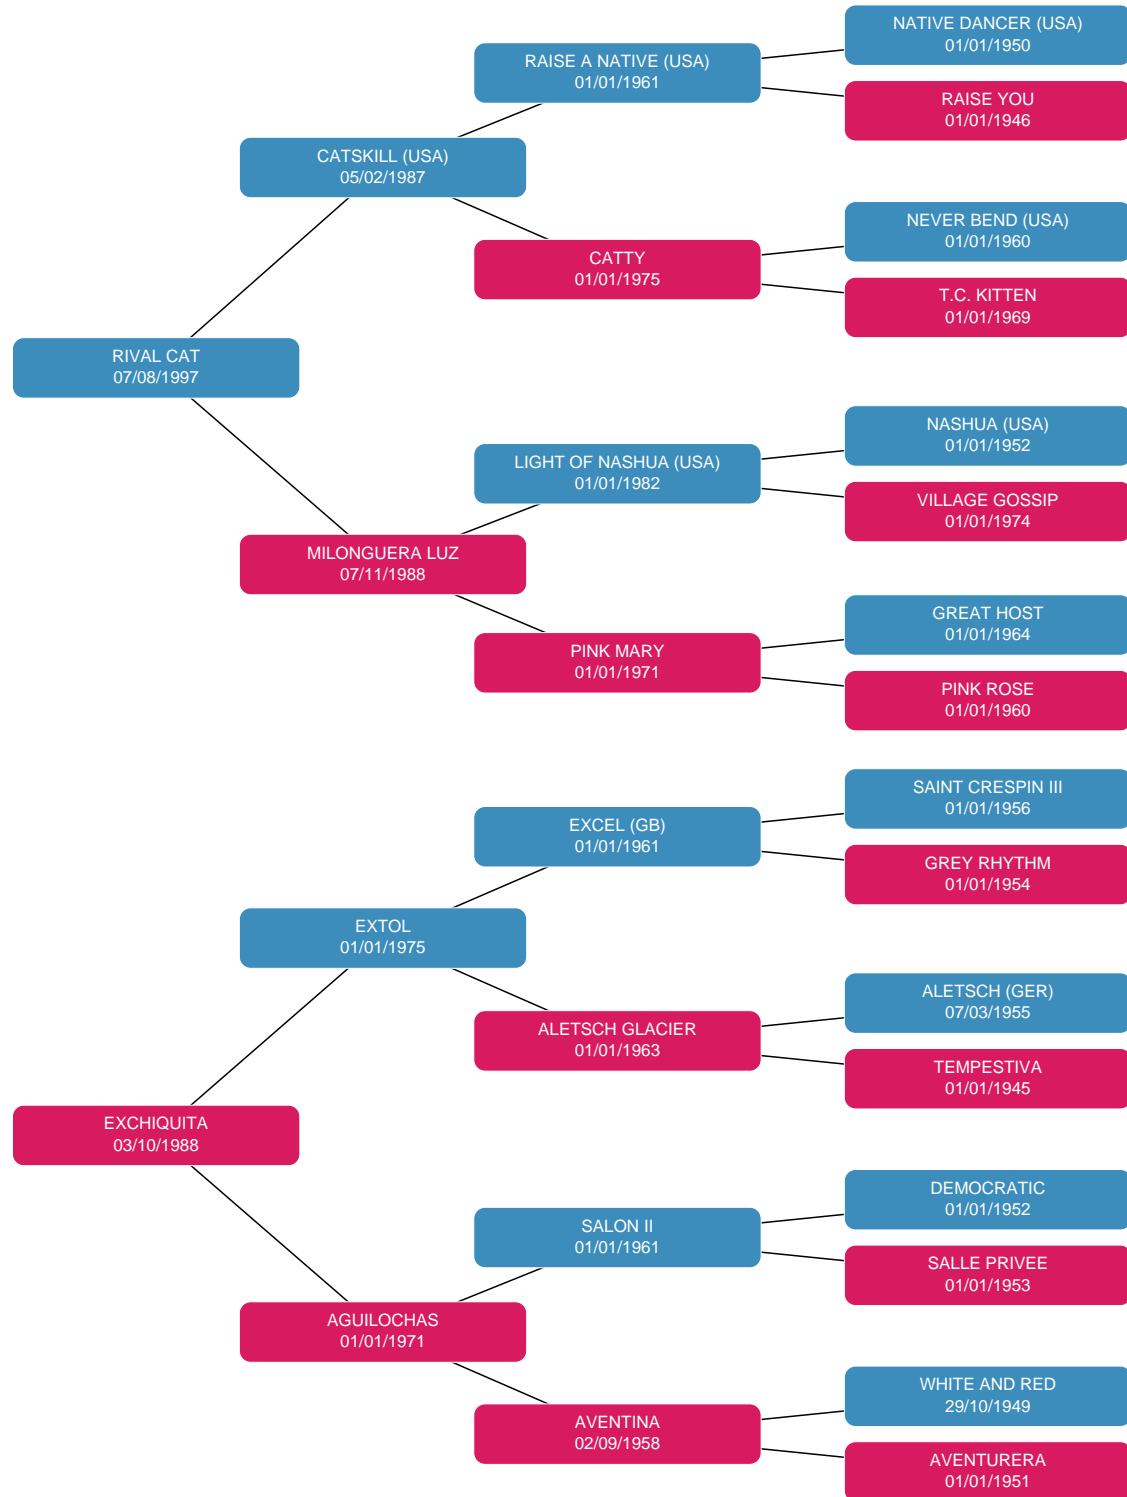 NATIVE DANCER (USA)
01/01/1950
RAISE A NATIVE (USA)
01/01/1961
RAISE YOU
01/01/1946
CATSKILL (USA)
05/02/1987
NEVER BEND (USA)
01/01/1960
CATTY
01/01/1975
T.C. KITTEN
01/01/1969
RIVAL CAT
07/08/1997
NASHUA (USA)
01/01/1952
LIGHT OF NASHUA (USA)
01/01/1982
VILLAGE GOSSIP
01/01/1974
MILONGUERA LUZ
07/11/1988
GREAT HOST
01/01/1964
PINK MARY
01/01/1971
PINK ROSE
01/01/1960
SAINT CRESPIN III
01/01/1956
EXCEL (GB)
01/01/1961
GREY RHYTHM
01/01/1954
EXTOL
01/01/1975
ALETSCH (GER)
07/03/1955
ALETSCH GLACIER
01/01/1963
TEMPESTIVA
01/01/1945
EXCHIQUITA
03/10/1988
DEMOCRATIC
01/01/1952
SALON II
01/01/1961
SALLE PRIVEE
01/01/1953
AGUILOCHAS
01/01/1971
WHITE AND RED
29/10/1949
AVENTINA
02/09/1958
AVENTURERA
01/01/1951